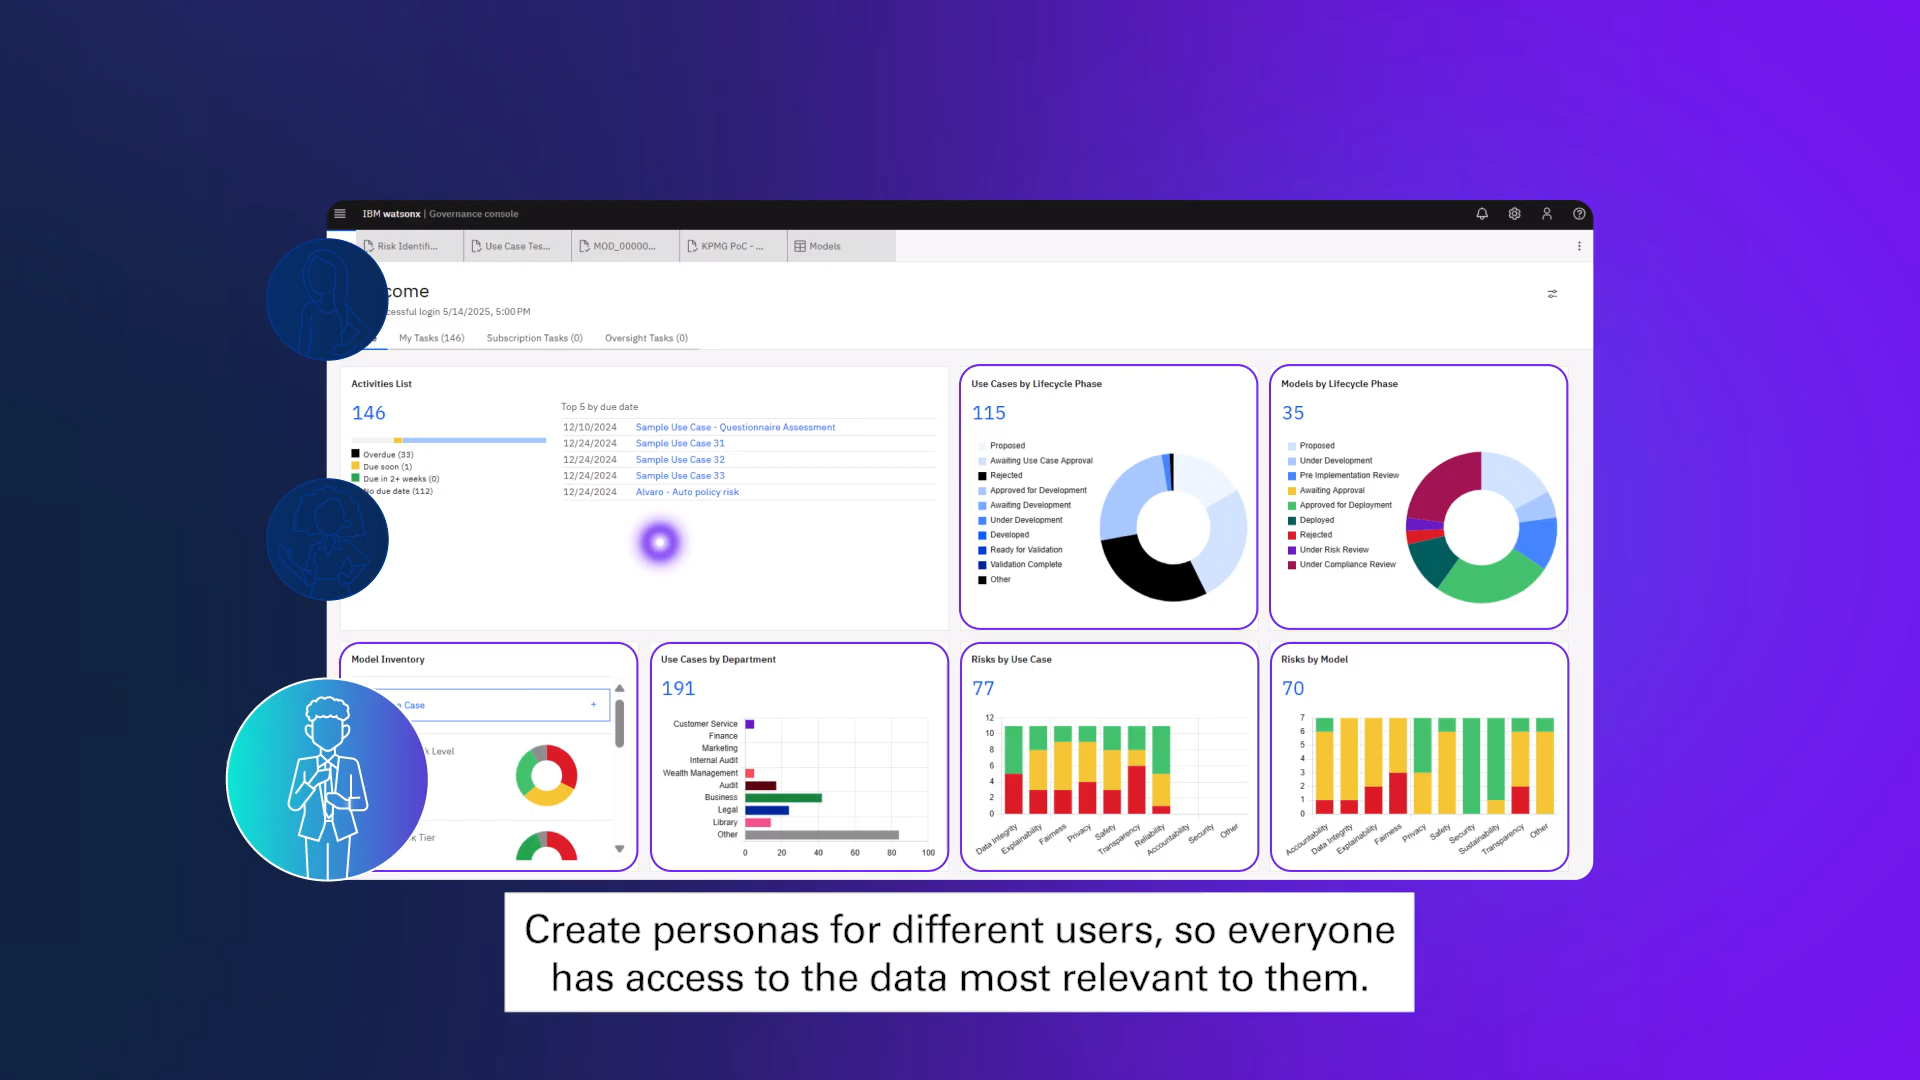 IBM watsonx | Governance console
Risk Identifi...
Use Case Tes...
MOD_00000...
KPMG PoC - ...
Models
come
cessful login 5/14/2025, 5:00 PM
My Tasks (146)
Subscription Tasks (0)
Oversight Tasks (0)
Activities List
146
Overdue (33)
Due soon (1)
Due in 2+ weeks (0)
No due date (112)
Top 5 by due date
12/10/2024 Sample Use Case - Questionnaire Assessment
12/24/2024 Sample Use Case 31
12/24/2024 Sample Use Case 32
12/24/2024 Sample Use Case 33
12/24/2024 Alvaro - Auto policy risk
Use Cases by Lifecycle Phase
115
Proposed
Awaiting Use Case Approval
Rejected
Approved for Development
Awaiting Development
Under Development
Developed
Ready for Validation
Validation Complete
Other
Models by Lifecycle Phase
35
Proposed
Under Development
Pre Implementation Review
Awaiting Approval
Approved for Deployment
Deployed
Rejected
Under Risk Review
Under Compliance Review
Model Inventory
Case +
k Level
k Tier
Use Cases by Department
191
Customer Service
Finance
Marketing
Internal Audit
Wealth Management
Audit
Business
Legal
Library
Other
0 20 40 60 80 100
Risks by Use Case
77
12
10
8
6
4
2
0
Data Integrity
Explainability
Fairness
Privacy
Safety
Transparency
Reliability
Accountability
Security
Other
Risks by Model
70
7
6
5
4
3
2
1
0
Accountability
Data Integrity
Explainability
Fairness
Privacy
Safety
Security
Sustainability
Transparency
Other
Create personas for different users, so everyone
has access to the data most relevant to them.